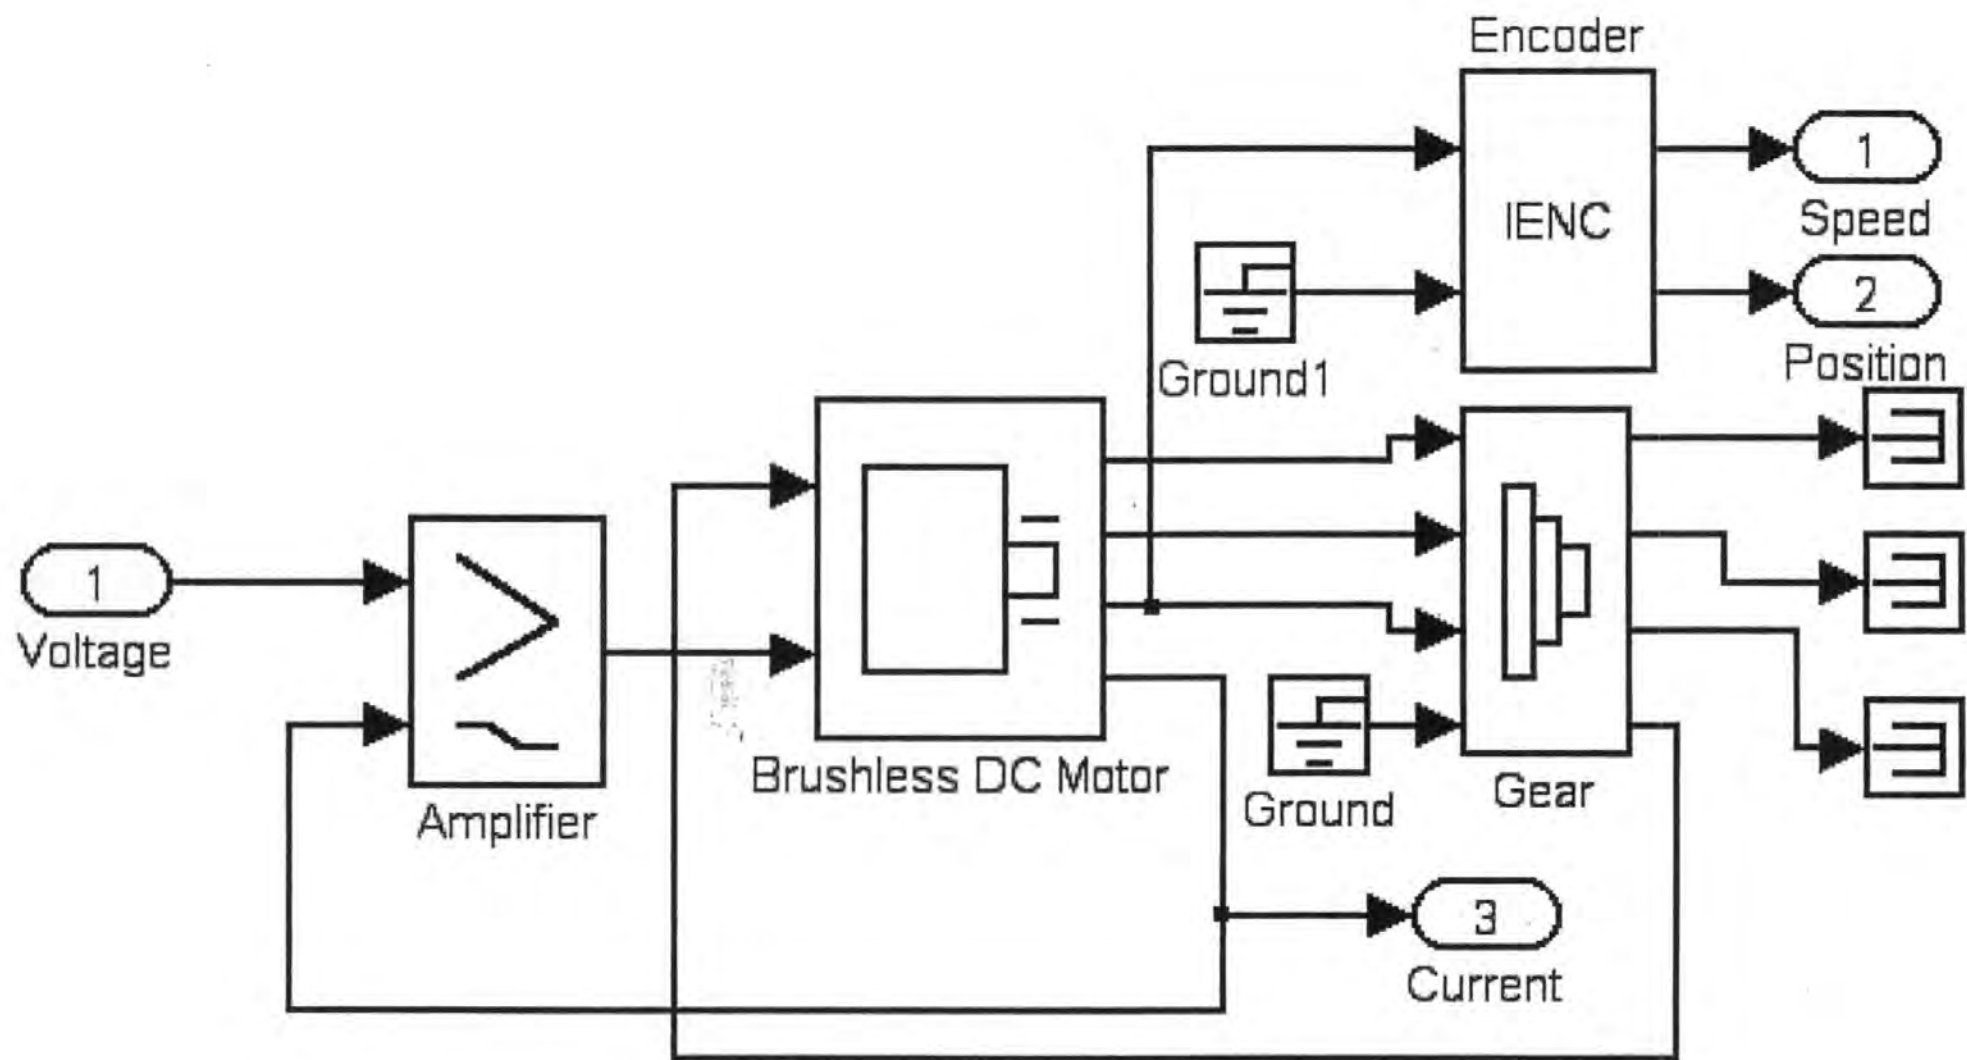 Encoder
1
IENC
Speed
2
Ground1
Position
1
Voltage
Brushless DC Motor
Gear
Amplifier
Ground
3
Current